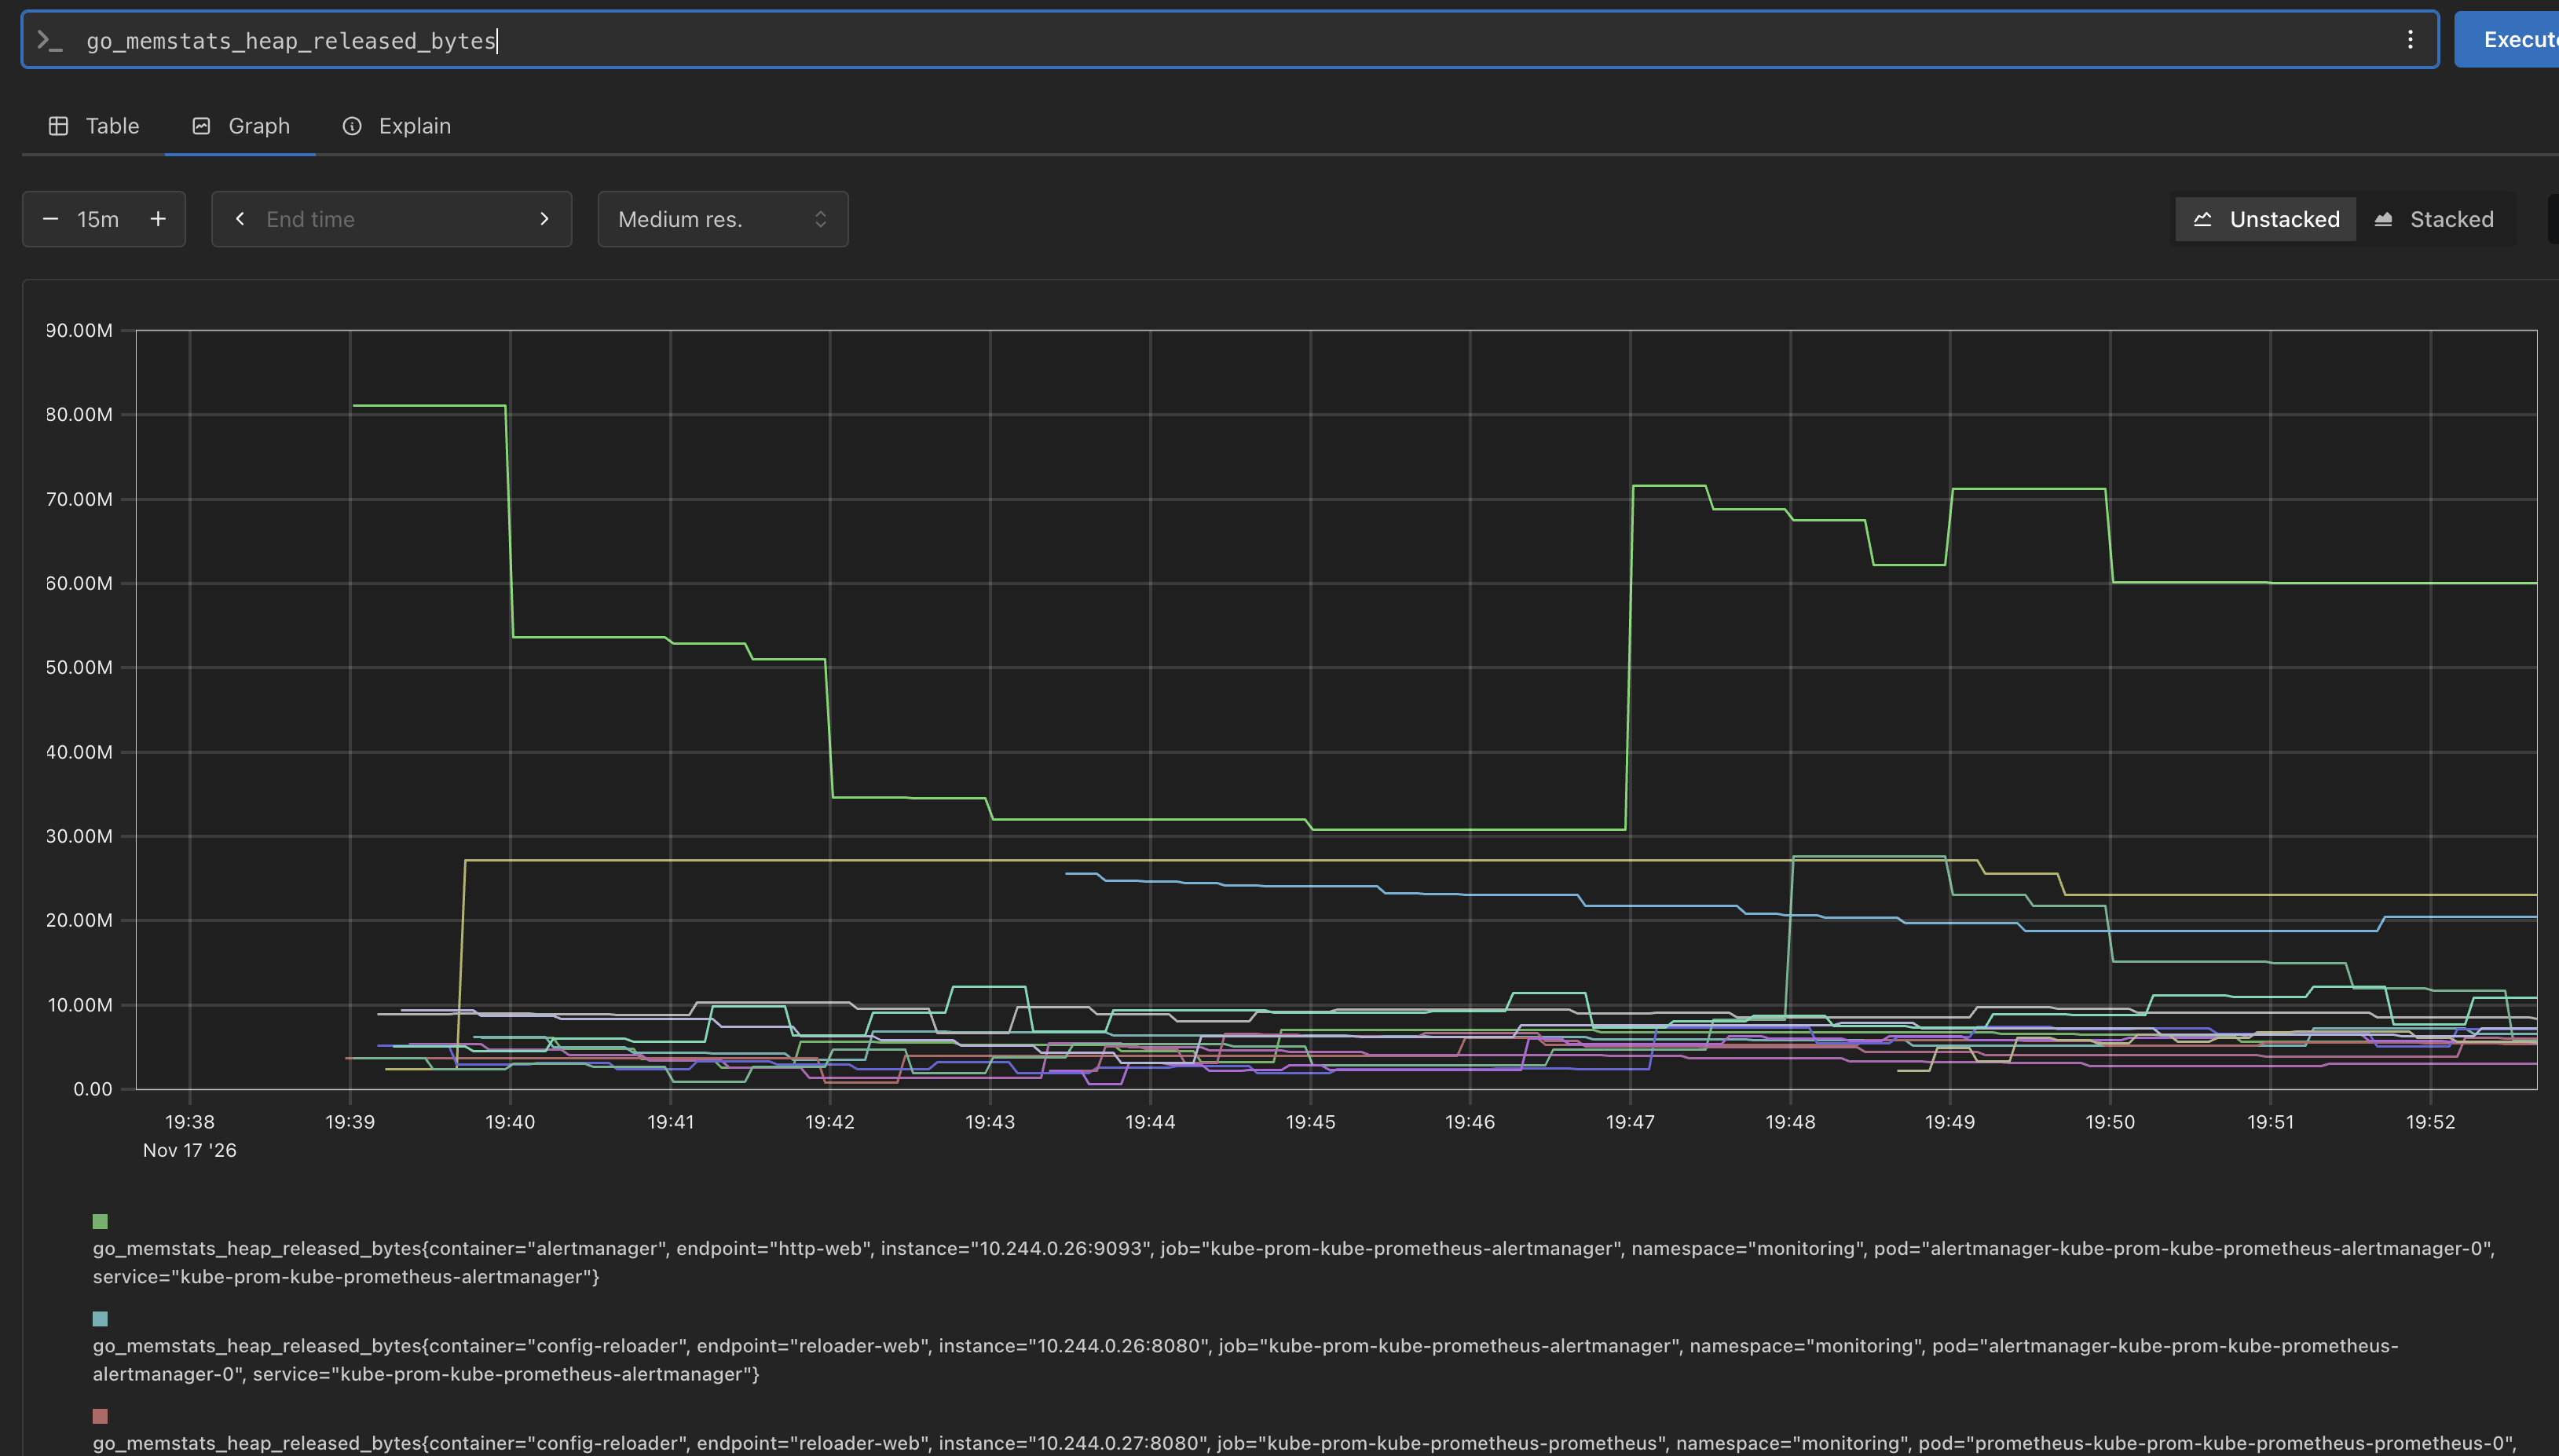 go_memstats_heap_released_bytes
Execut
Table
Graph
Explain
15m
End time
Medium res.
Unstacked
Stacked
90.00M
80.00M
70.00M
60.00M
50.00M
40.00M
30.00M
20.00M
10.00M
0.00
19:38 19:39 19:40 19:41 19:42 19:43 19:44 19:45 19:46 19:47 19:48 19:49 19:50 19:51 19:52
Nov 17 '26
go_memstats_heap_released_bytes{container="alertmanager", endpoint="http-web", instance="10.244.0.26:9093", job="kube-prom-kube-prometheus-alertmanager", namespace="monitoring", pod="alertmanager-kube-prom-kube-prometheus-alertmanager-0",
service="kube-prom-kube-prometheus-alertmanager"}
go_memstats_heap_released_bytes{container="config-reloader", endpoint="reloader-web", instance="10.244.0.26:8080", job="kube-prom-kube-prometheus-alertmanager", namespace="monitoring", pod="alertmanager-kube-prom-kube-prometheus-
alertmanager-0", service="kube-prom-kube-prometheus-alertmanager"}
go_memstats_heap_released_bytes{container="config-reloader", endpoint="reloader-web", instance="10.244.0.27:8080", job="kube-prom-kube-prometheus-prometheus", namespace="monitoring", pod="prometheus-kube-prom-kube-prometheus-prometheus-0",